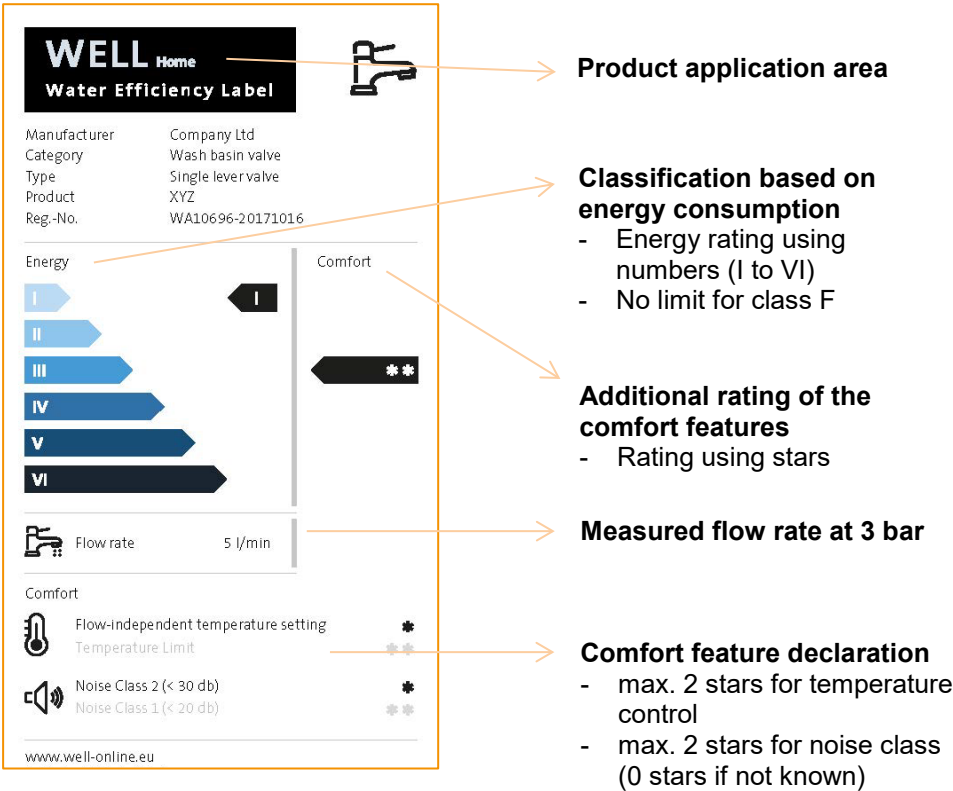 WELL Home
Water Efficiency Label
Manufacturer Company Ltd
Category Wash basin valve
Type Single lever valve
Product XYZ
Reg.-No. WA10696-20171016
Energy Comfort
I I
II
III **
IV
V
VI
Flow rate 5 l/min
Comfort
Flow-independent temperature setting *
Temperature Limit **
Noise Class 2 (< 30 db) *
Noise Class 1 (< 20 db) **
www.well-online.eu
Product application area
Classification based on
energy consumption
- Energy rating using
numbers (I to VI)
- No limit for class F
Additional rating of the
comfort features
- Rating using stars
Measured flow rate at 3 bar
Comfort feature declaration
- max. 2 stars for temperature
control
- max. 2 stars for noise class
(0 stars if not known)